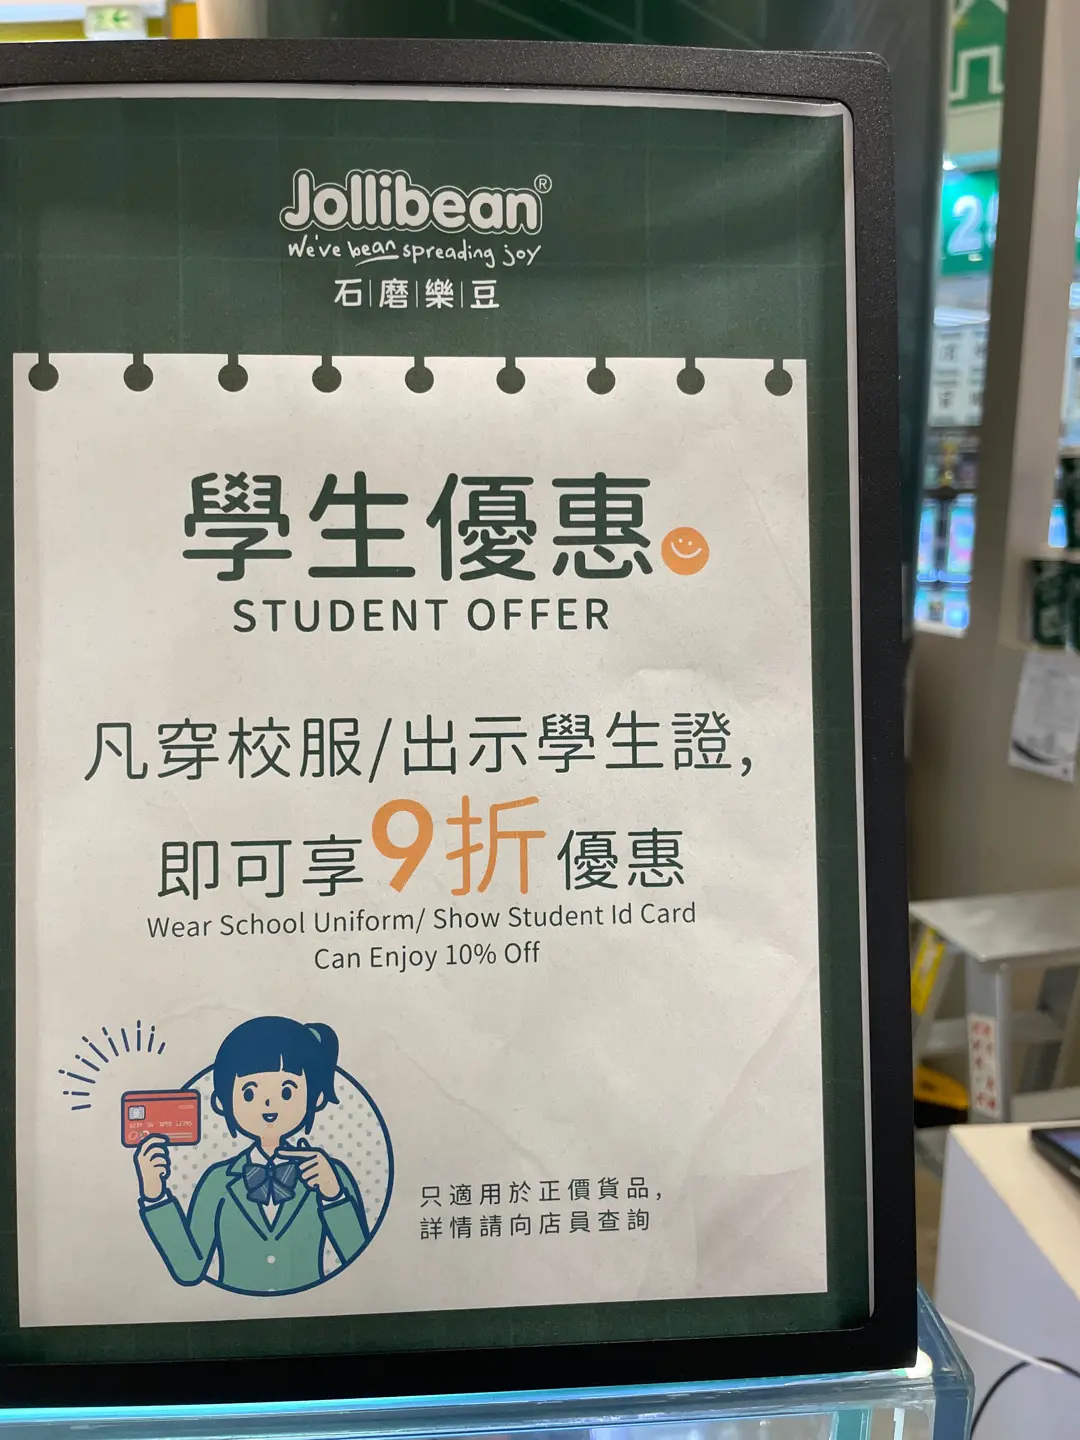 Jollibean®
We've bean spreading joy
石|磨|樂|豆
學生優惠
STUDENT OFFER
凡穿校服/出示學生證,
即可享9折優惠
Wear School Uniform/ Show Student Id Card
Can Enjoy 10% Off
只適用於正價貨品,
詳情請向店員查詢